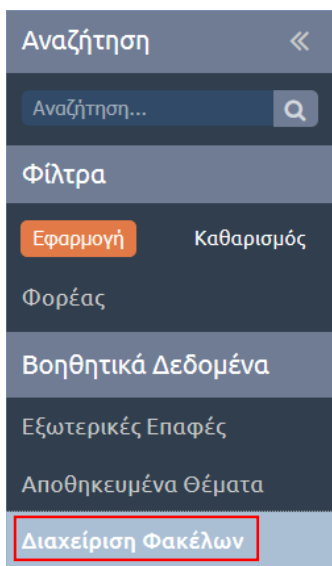 Αναζήτηση
Αναζήτηση...
Φίλτρα
Εφαρμογή Καθαρισμός
Φορέας
Βοηθητικά Δεδομένα
Εξωτερικές Επαφές
Αποθηκευμένα Θέματα
Διαχείριση Φακέλων